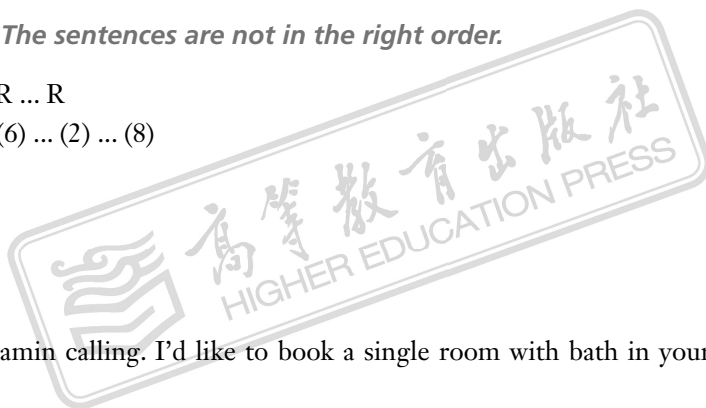 The sentences are not in the right order.
R ... R
(6) ... (2) ... (8)
高等教育出版社
HIGHER EDUCATION PRESS
amin calling. I’d like to book a single room with bath in your